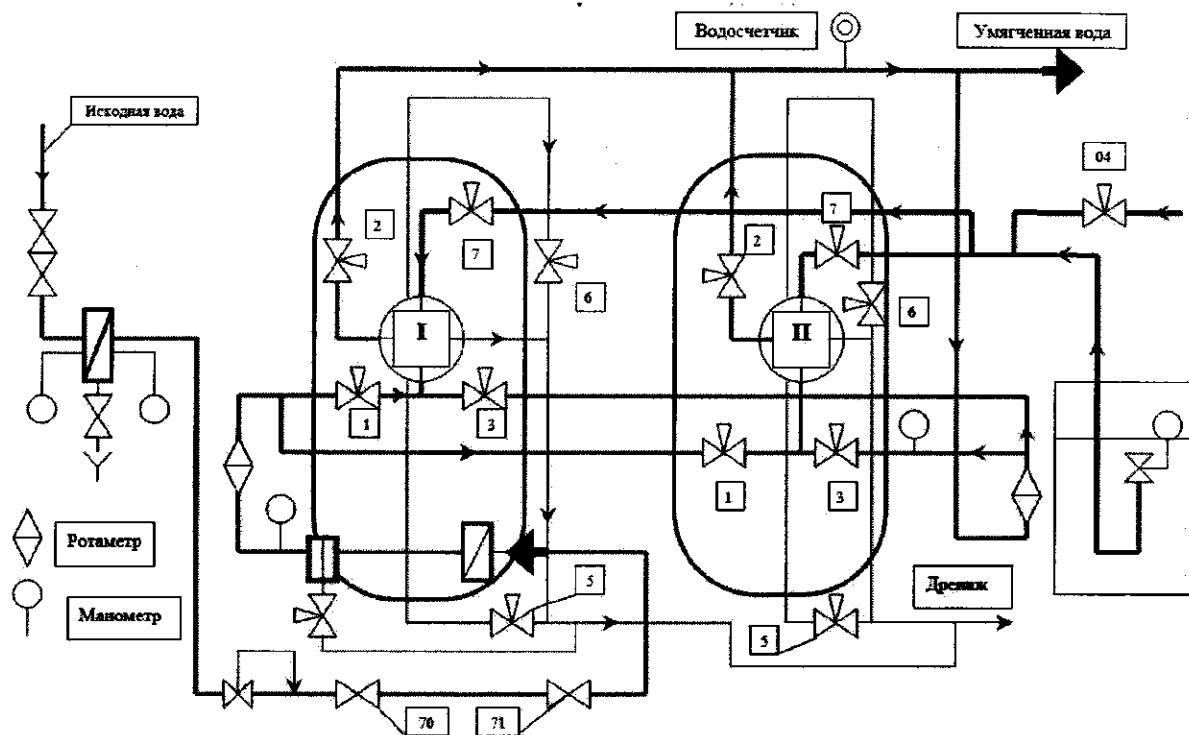 Водосчетчик
Умягченная вода
Исходная вода
04
2
7
7
2
6
6
I
II
1
3
1
3
Ротаметр
Манометр
5
5
Дренаж
70
71